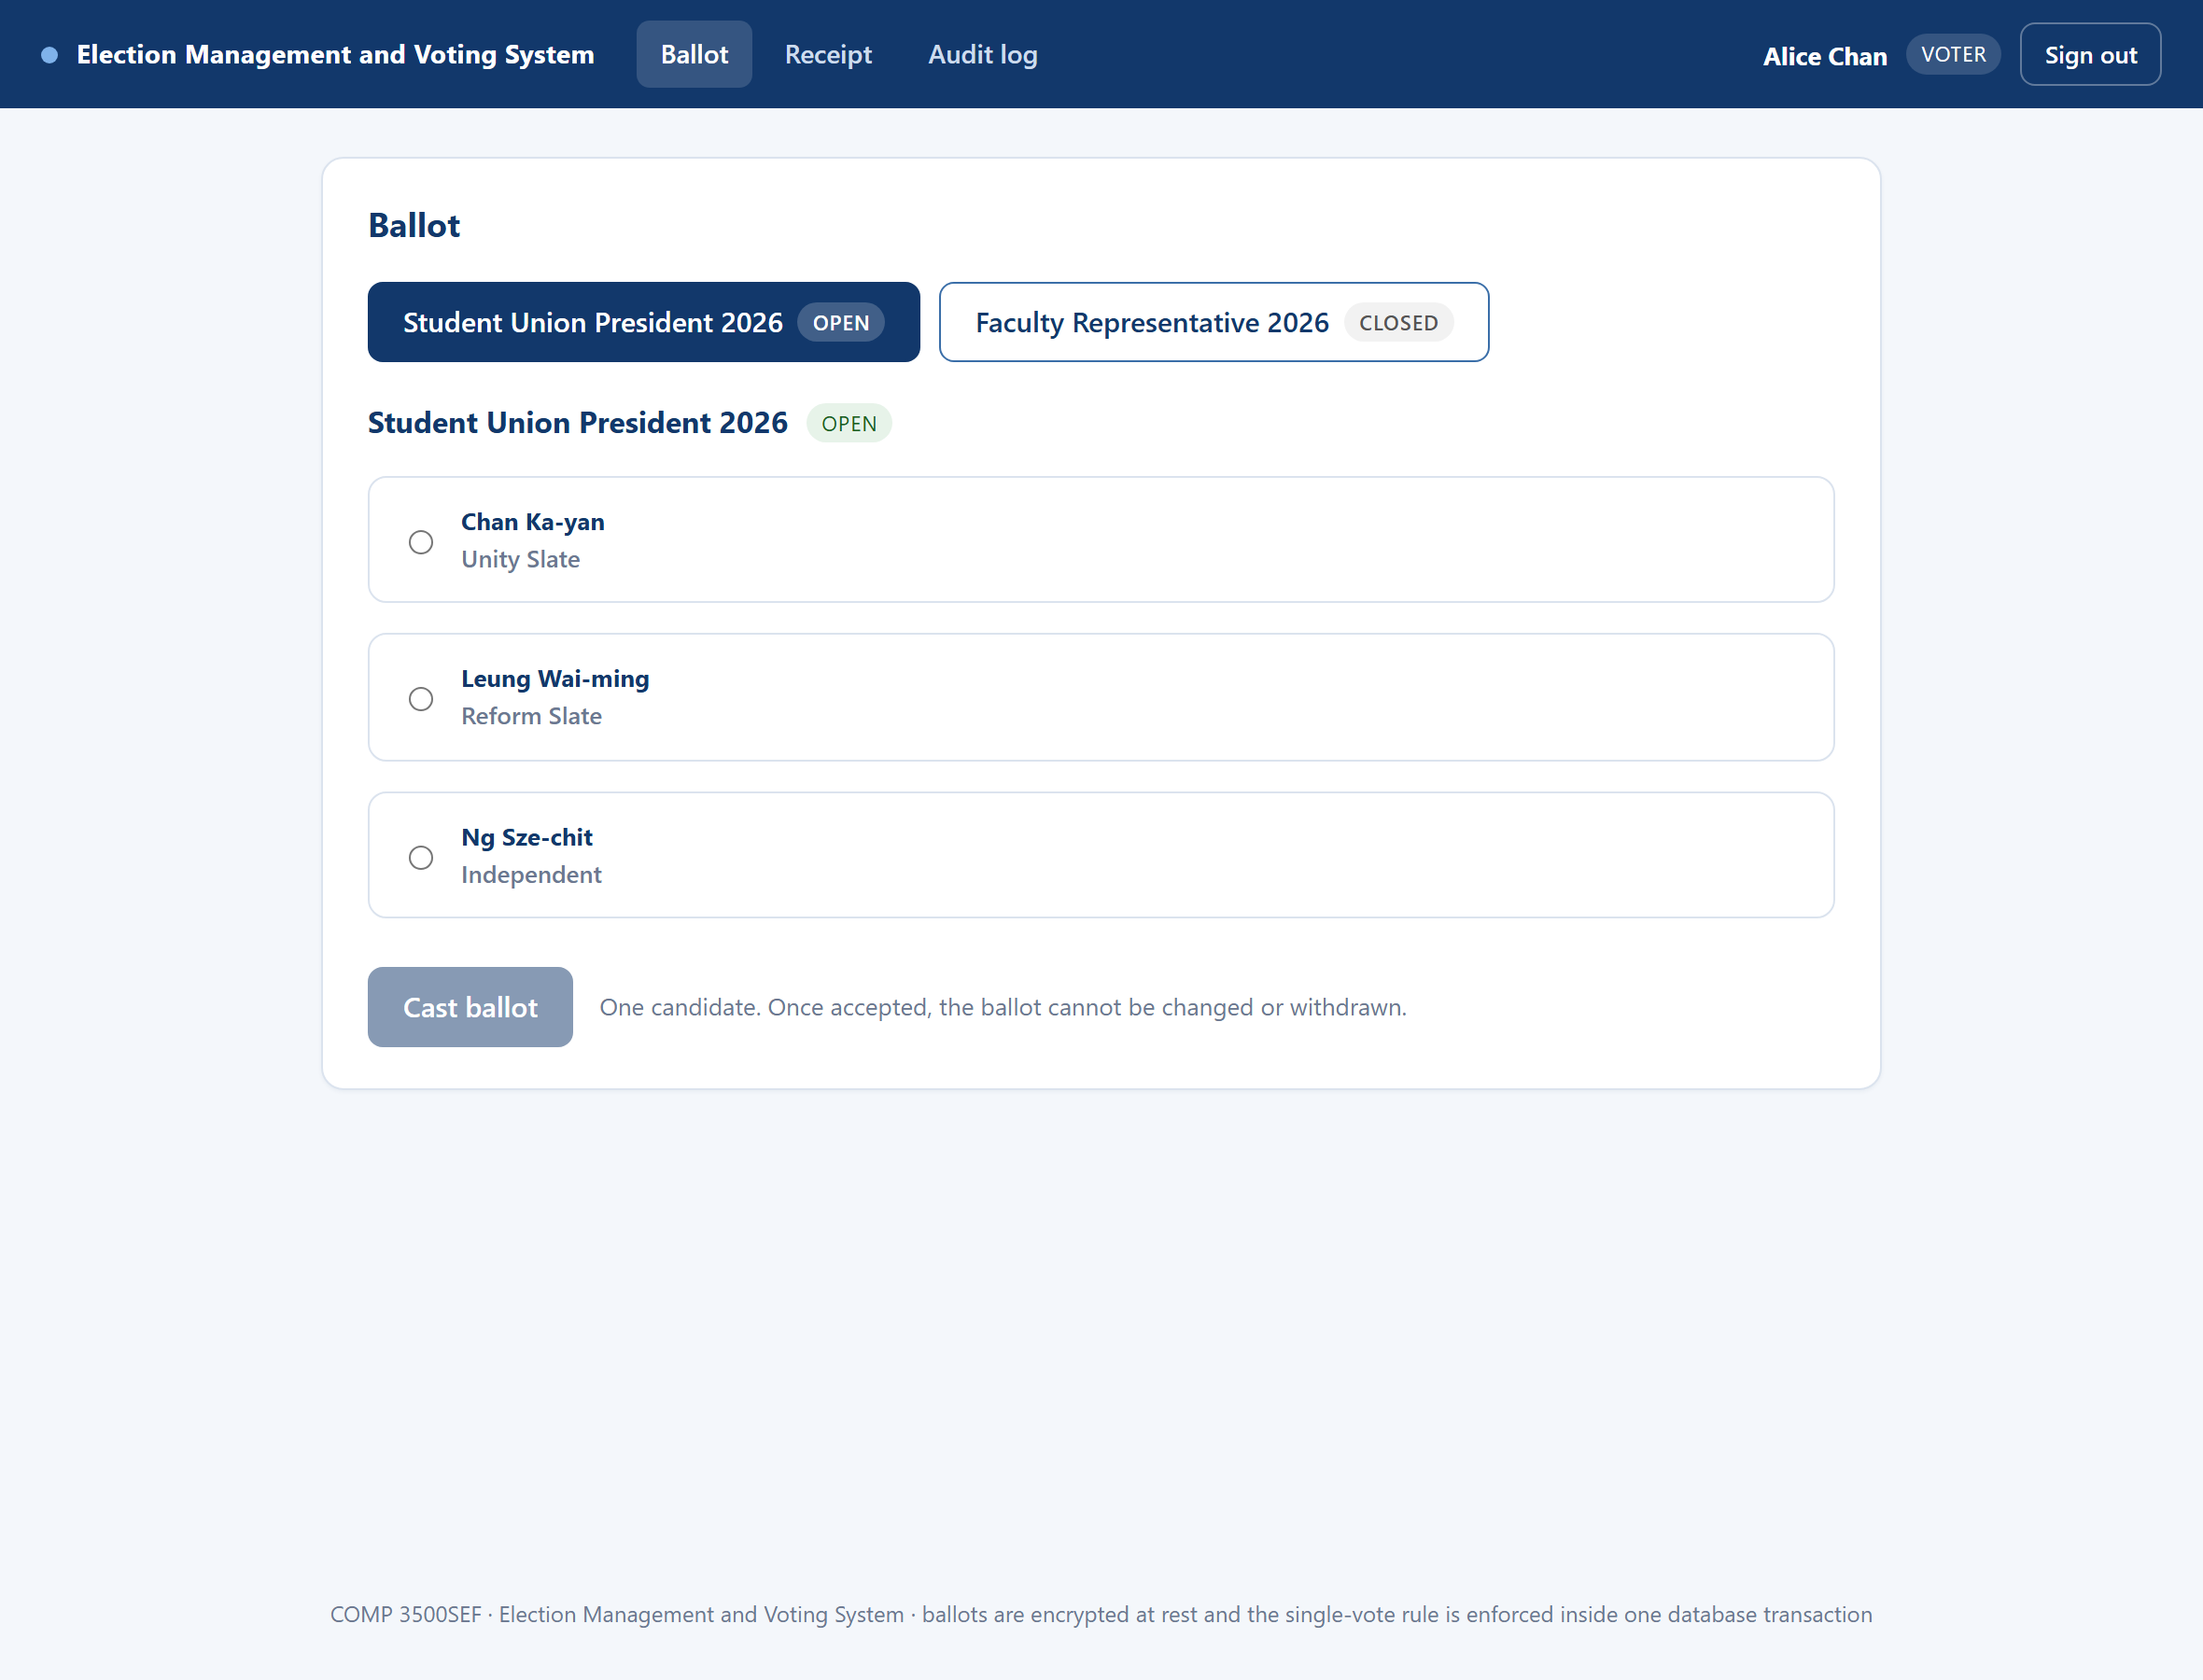 Election Management and Voting System Ballot Receipt Audit log Alice Chan VOTER Sign out
Ballot
Student Union President 2026 OPEN Faculty Representative 2026 CLOSED
Student Union President 2026 OPEN
Chan Ka-yan
Unity Slate
Leung Wai-ming
Reform Slate
Ng Sze-chit
Independent
Cast ballot One candidate. Once accepted, the ballot cannot be changed or withdrawn.
COMP 3500SEF · Election Management and Voting System · ballots are encrypted at rest and the single-vote rule is enforced inside one database transaction